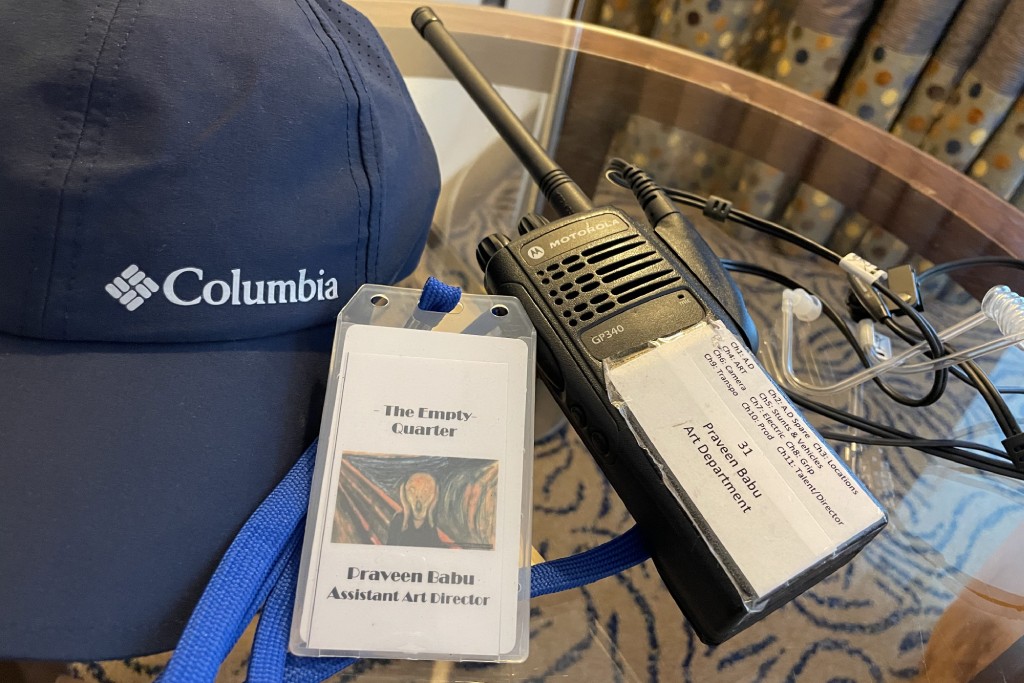 Columbia
- The Empty-
Quarter
Praveen Babu
Assistant Art Director
MOTOROLA
GP340
Ch1: A.D Ch2: A.D Spare Ch3: Locations
Ch4: ART Ch5: Stunts & Vehicles
Ch6: Camera Ch7: Electric Ch8: Grip
Ch9: Transpo Ch10: Prod Ch11: Talent/Director
31
Praveen Babu
Art Department